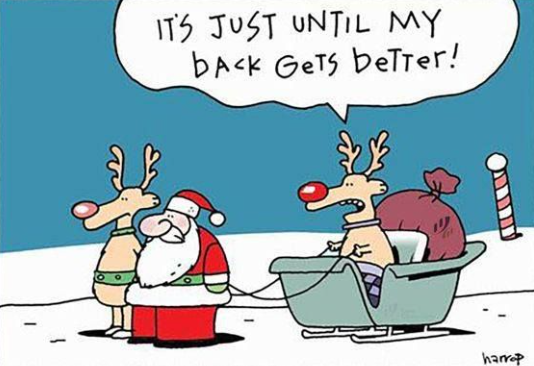 IT'S JUST UNTIL MY
bACK GeTS beTTer!
harrop